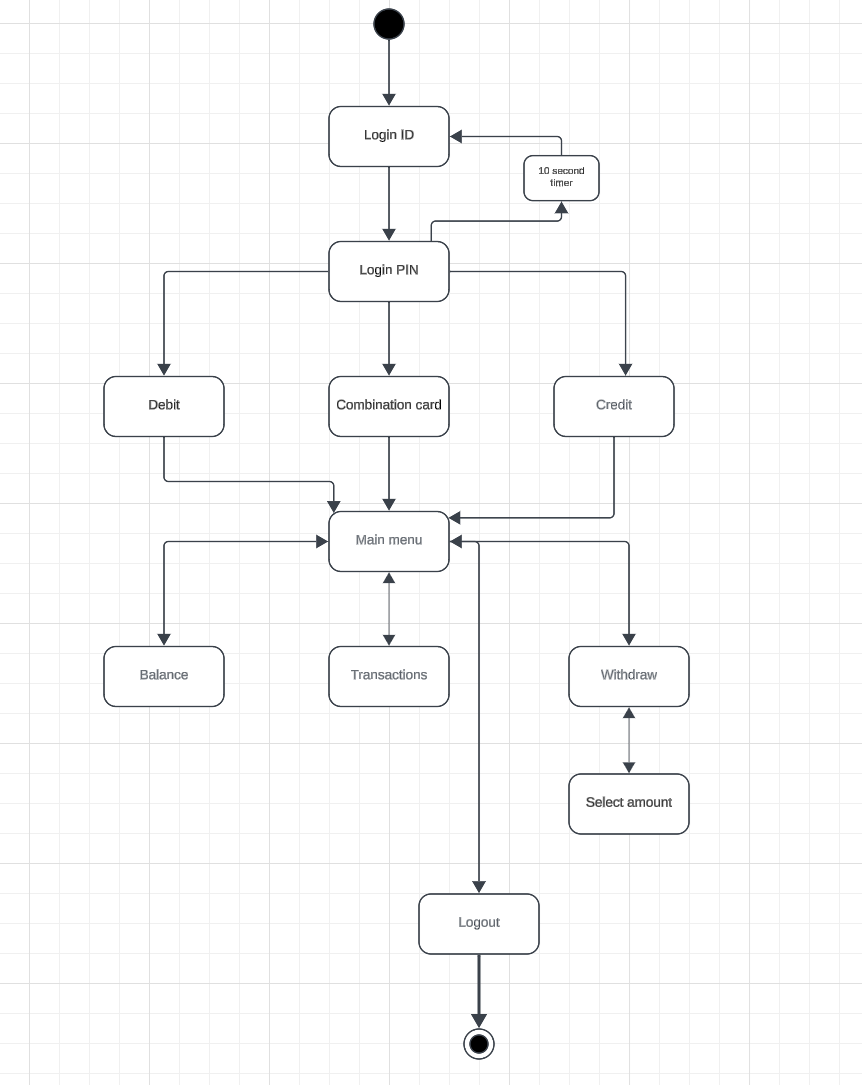 Login ID
10 second
timer
Login PIN
Debit
Combination card
Credit
Main menu
Balance
Transactions
Withdraw
Select amount
Logout